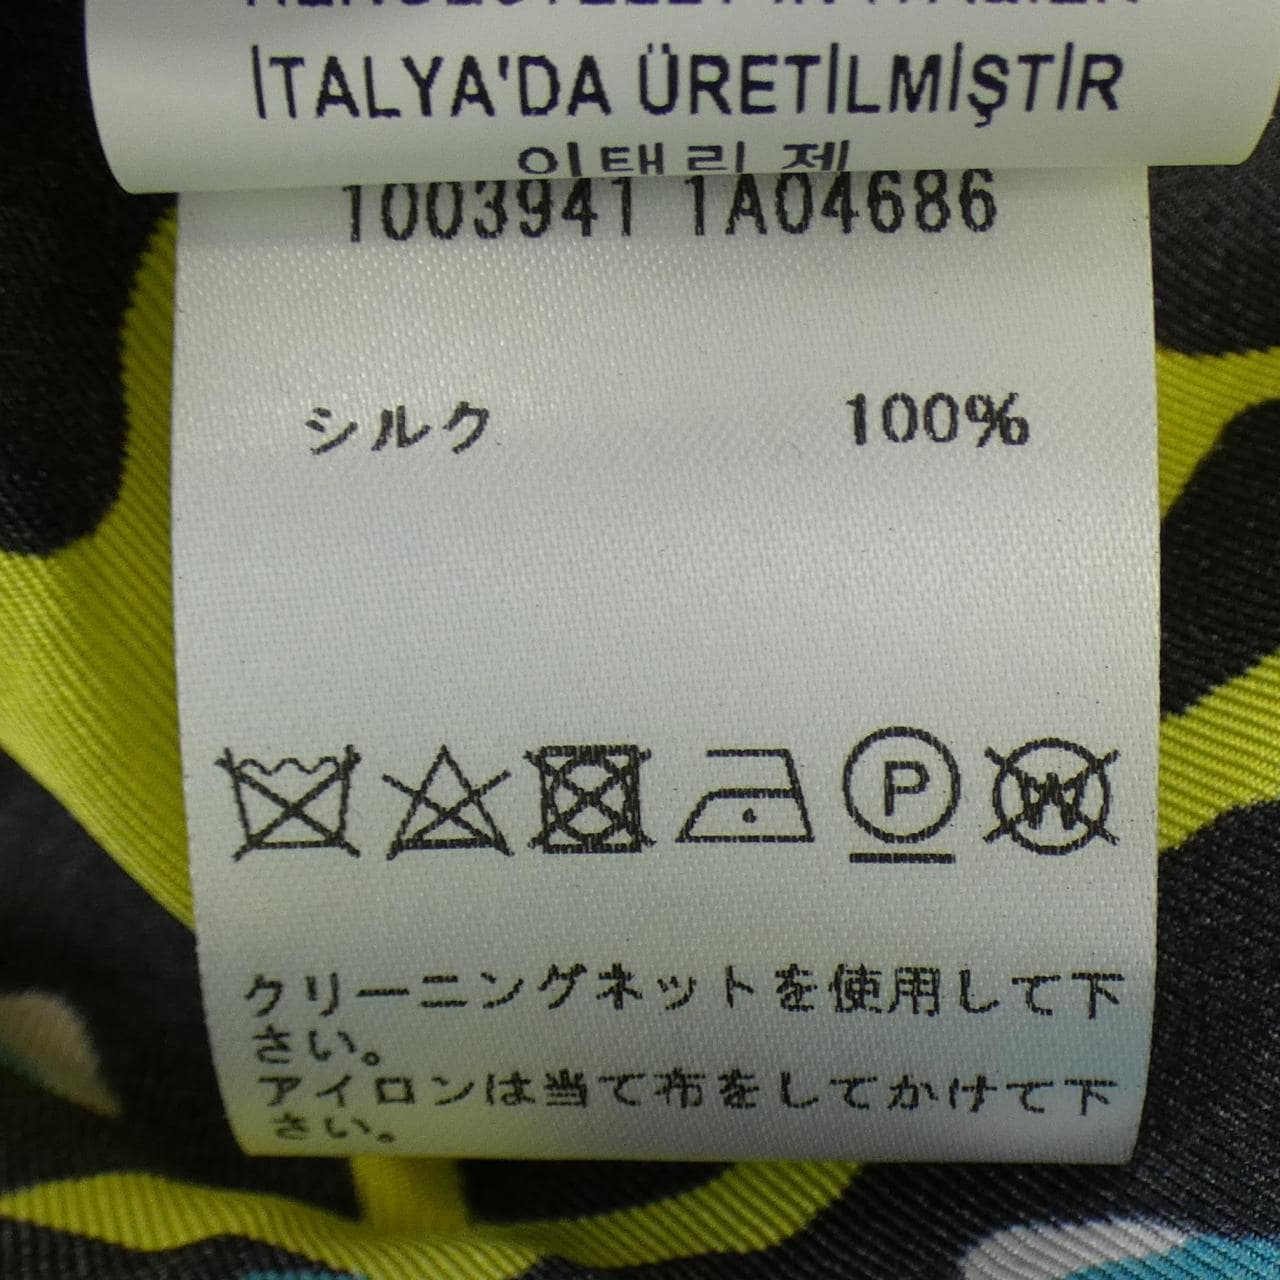 İTALYA'DA ÜRETİLMİŞTİR
이태리 제
1003941 1A04686
シルク 100%
P W
クリーニングネットを使用して下
さい。
アイロンは当て布をしてかけて下
さい。